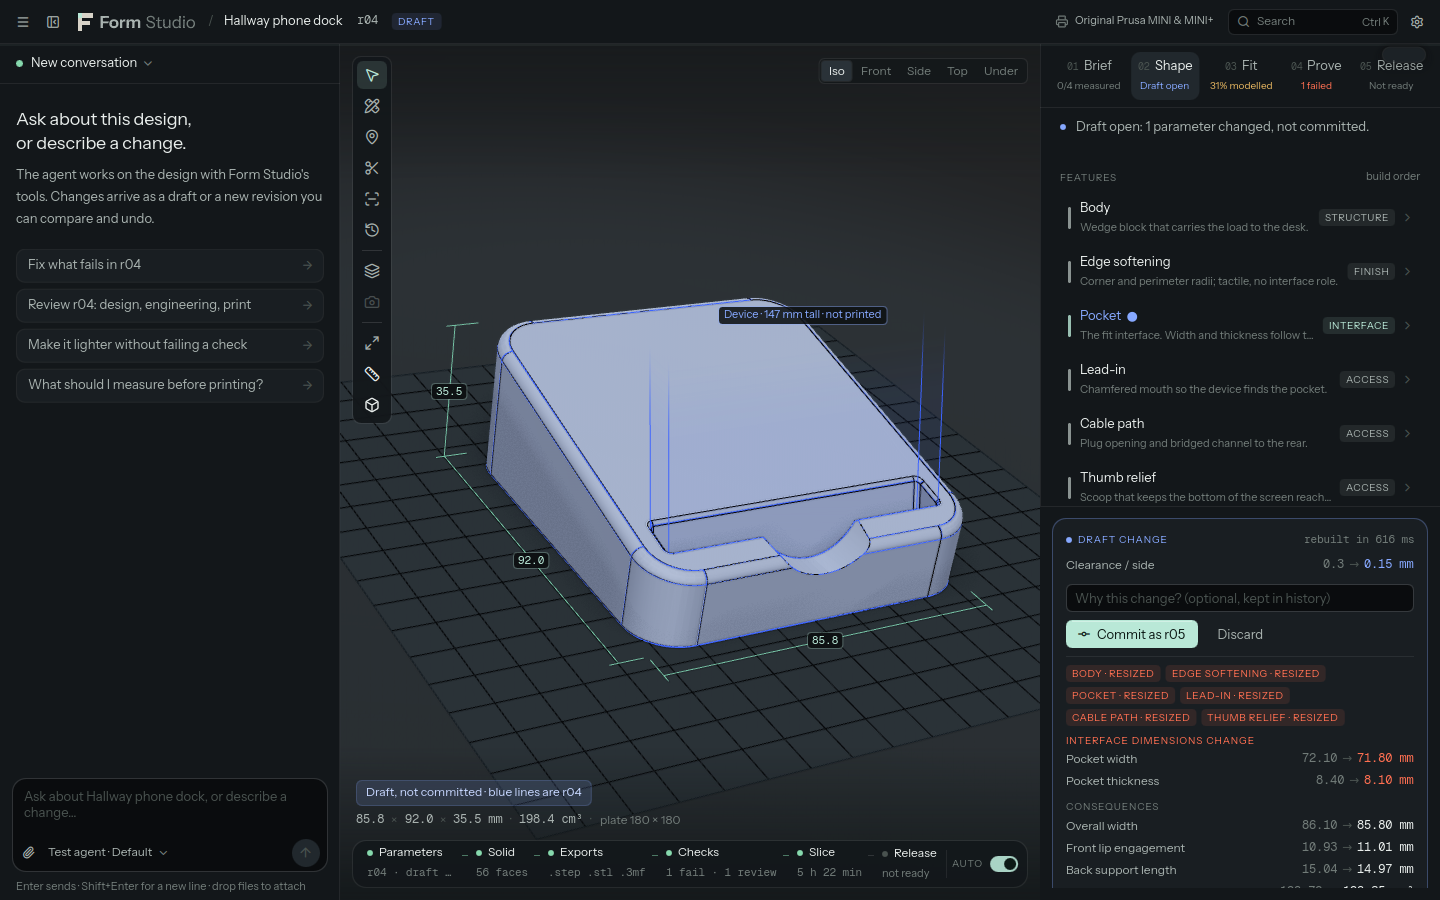 Form Studio / Hallway phone dock r04 DRAFT
Original Prusa MINI & MINI+
Search Ctrl K
New conversation
Ask about this design,
or describe a change.
The agent works on the design with Form Studio's
tools. Changes arrive as a draft or a new revision you
can compare and undo.
Fix what fails in r04
Review r04: design, engineering, print
Make it lighter without failing a check
What should I measure before printing?
Ask about Hallway phone dock, or describe a
change…
Test agent · Default
Enter sends · Shift+Enter for a new line · drop files to attach
Iso Front Side Top Under
Device · 147 mm tall · not printed
35.5
92.0
85.8
Draft, not committed · blue lines are r04
85.8 × 92.0 × 35.5 mm · 198.4 cm³ · plate 180 × 180
Parameters
r04 · draft …
Solid
56 faces
Exports
.step .stl .3mf
Checks
1 fail · 1 review
Slice
5 h 22 min
Release
not ready
AUTO
01 Brief
0/4 measured
02 Shape
Draft open
03 Fit
31% modelled
04 Prove
1 failed
05 Release
Not ready
Draft open: 1 parameter changed, not committed.
FEATURES build order
Body
Wedge block that carries the load to the desk.
STRUCTURE
Edge softening
Corner and perimeter radii; tactile, no interface role.
FINISH
Pocket
The fit interface. Width and thickness follow t…
INTERFACE
Lead-in
Chamfered mouth so the device finds the pocket.
ACCESS
Cable path
Plug opening and bridged channel to the rear.
ACCESS
Thumb relief
Scoop that keeps the bottom of the screen reach…
ACCESS
DRAFT CHANGE rebuilt in 616 ms
Clearance / side 0.3 → 0.15 mm
Why this change? (optional, kept in history)
Commit as r05 Discard
BODY · RESIZED EDGE SOFTENING · RESIZED
POCKET · RESIZED LEAD-IN · RESIZED
CABLE PATH · RESIZED THUMB RELIEF · RESIZED
INTERFACE DIMENSIONS CHANGE
Pocket width 72.10 → 71.80 mm
Pocket thickness 8.40 → 8.10 mm
CONSEQUENCES
Overall width 86.10 → 85.80 mm
Front lip engagement 10.93 → 11.01 mm
Back support length 15.04 → 14.97 mm